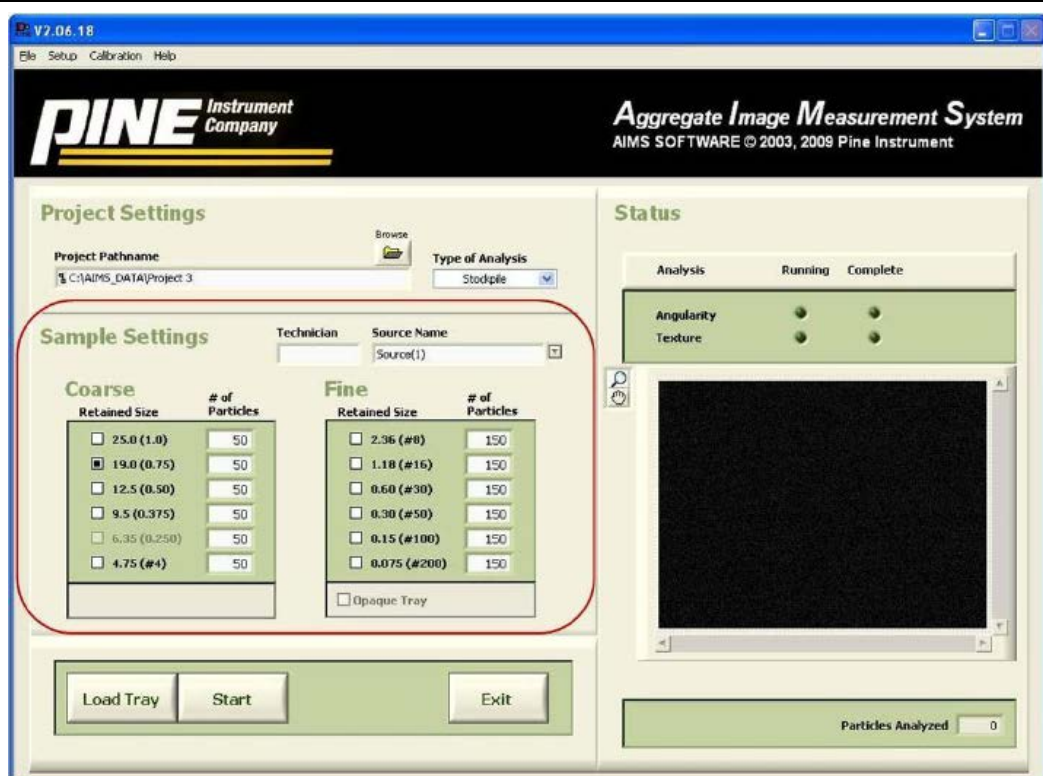 V2.06.18
File Setup Calibration Help
PINE Instrument Company
Aggregate Image Measurement System
AIMS SOFTWARE © 2003, 2009 Pine Instrument
Project Settings
Browse
Project Pathname
Type of Analysis
C:\AIMS_DATA\Project 3
Stockpile
Sample Settings
Technician
Source Name
Source(1)
Coarse
Retained Size # of Particles
25.0 (1.0) 50
19.0 (0.75) 50
12.5 (0.50) 50
9.5 (0.375) 50
6.35 (0.250) 50
4.75 (#4) 50
Fine
Retained Size # of Particles
2.36 (#8) 150
1.18 (#16) 150
0.60 (#30) 150
0.30 (#50) 150
0.15 (#100) 150
0.075 (#200) 150
Opaque Tray
Load Tray
Start
Exit
Status
Analysis Running Complete
Angularity
Texture
Particles Analyzed 0